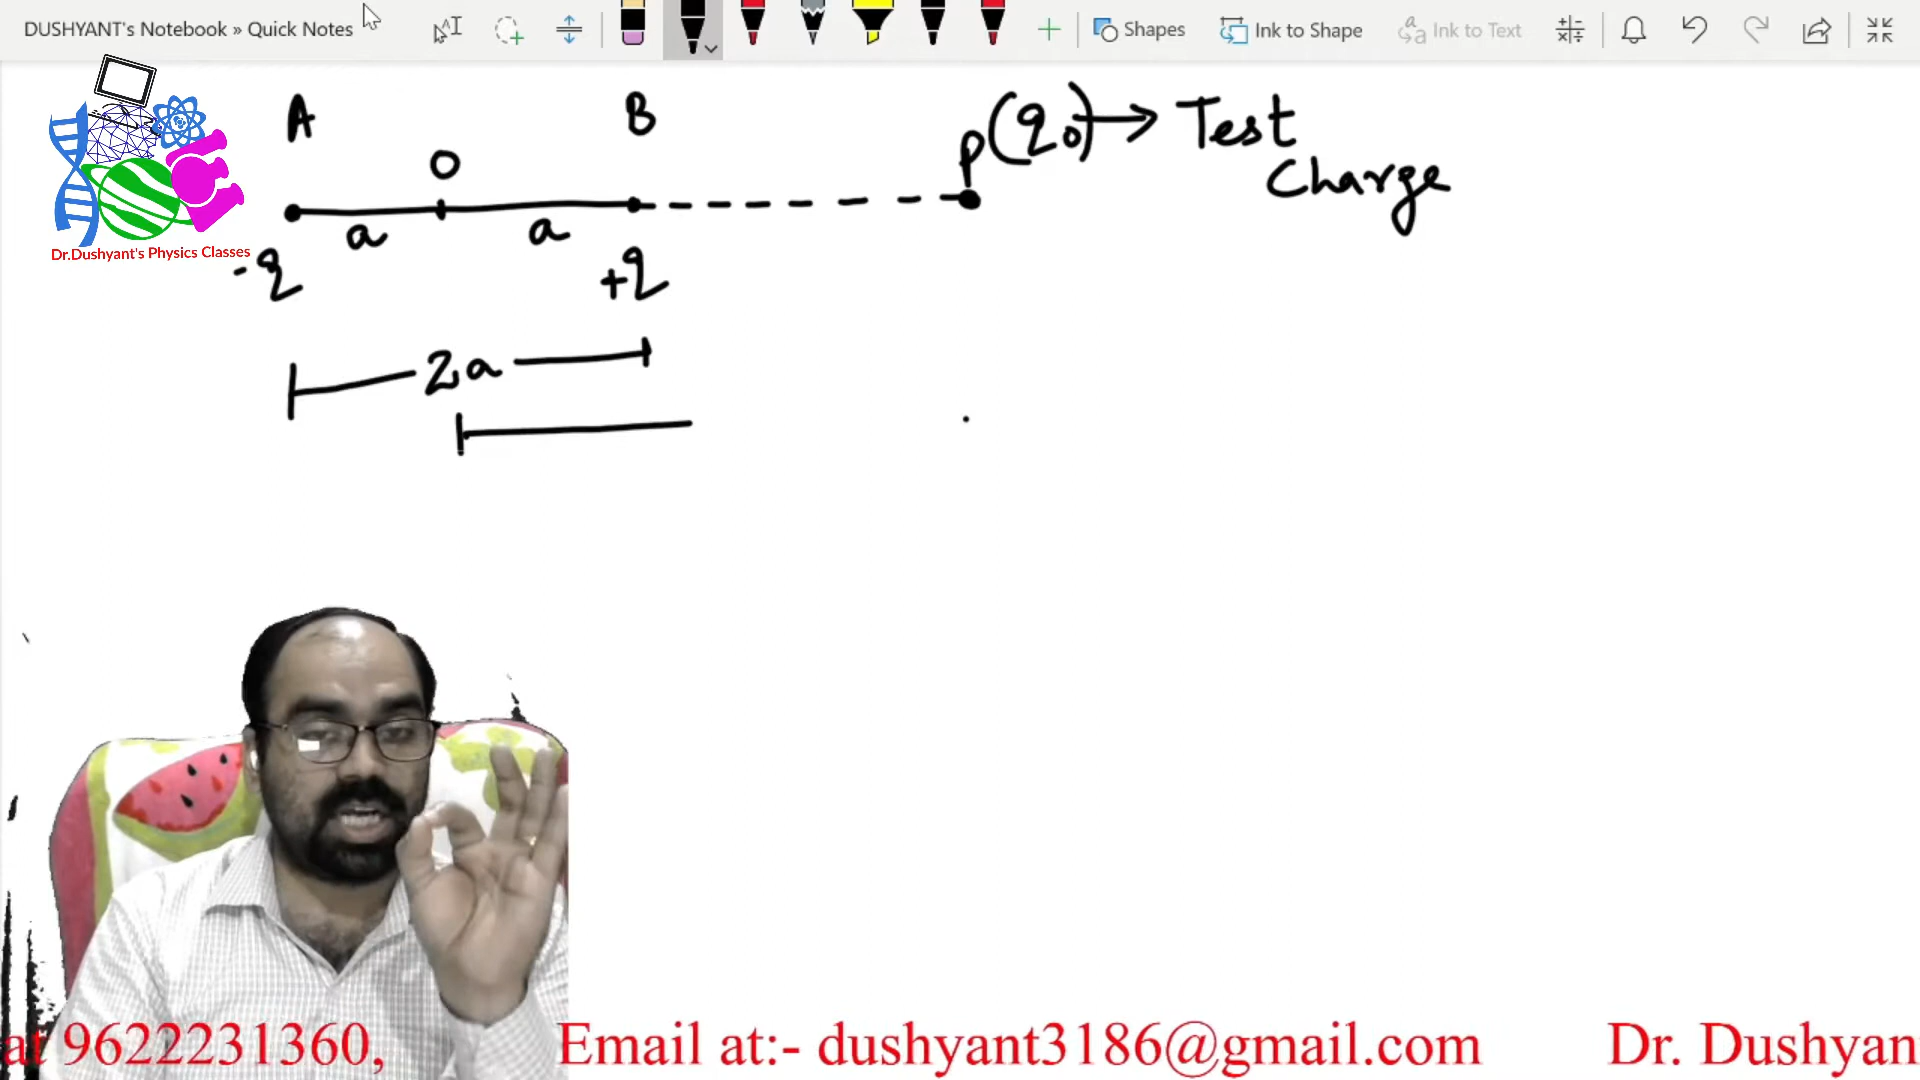 DUSHYANT's Notebook » Quick Notes
Shapes
Ink to Shape
Ink to Text
A
B
O
P(q₀)→ Test
Charge
a
a
Dr.Dushyant's Physics Classes
-q
+q
2a
at 9622231360,
Email at:- dushyant3186@gmail.com
Dr. Dushyan